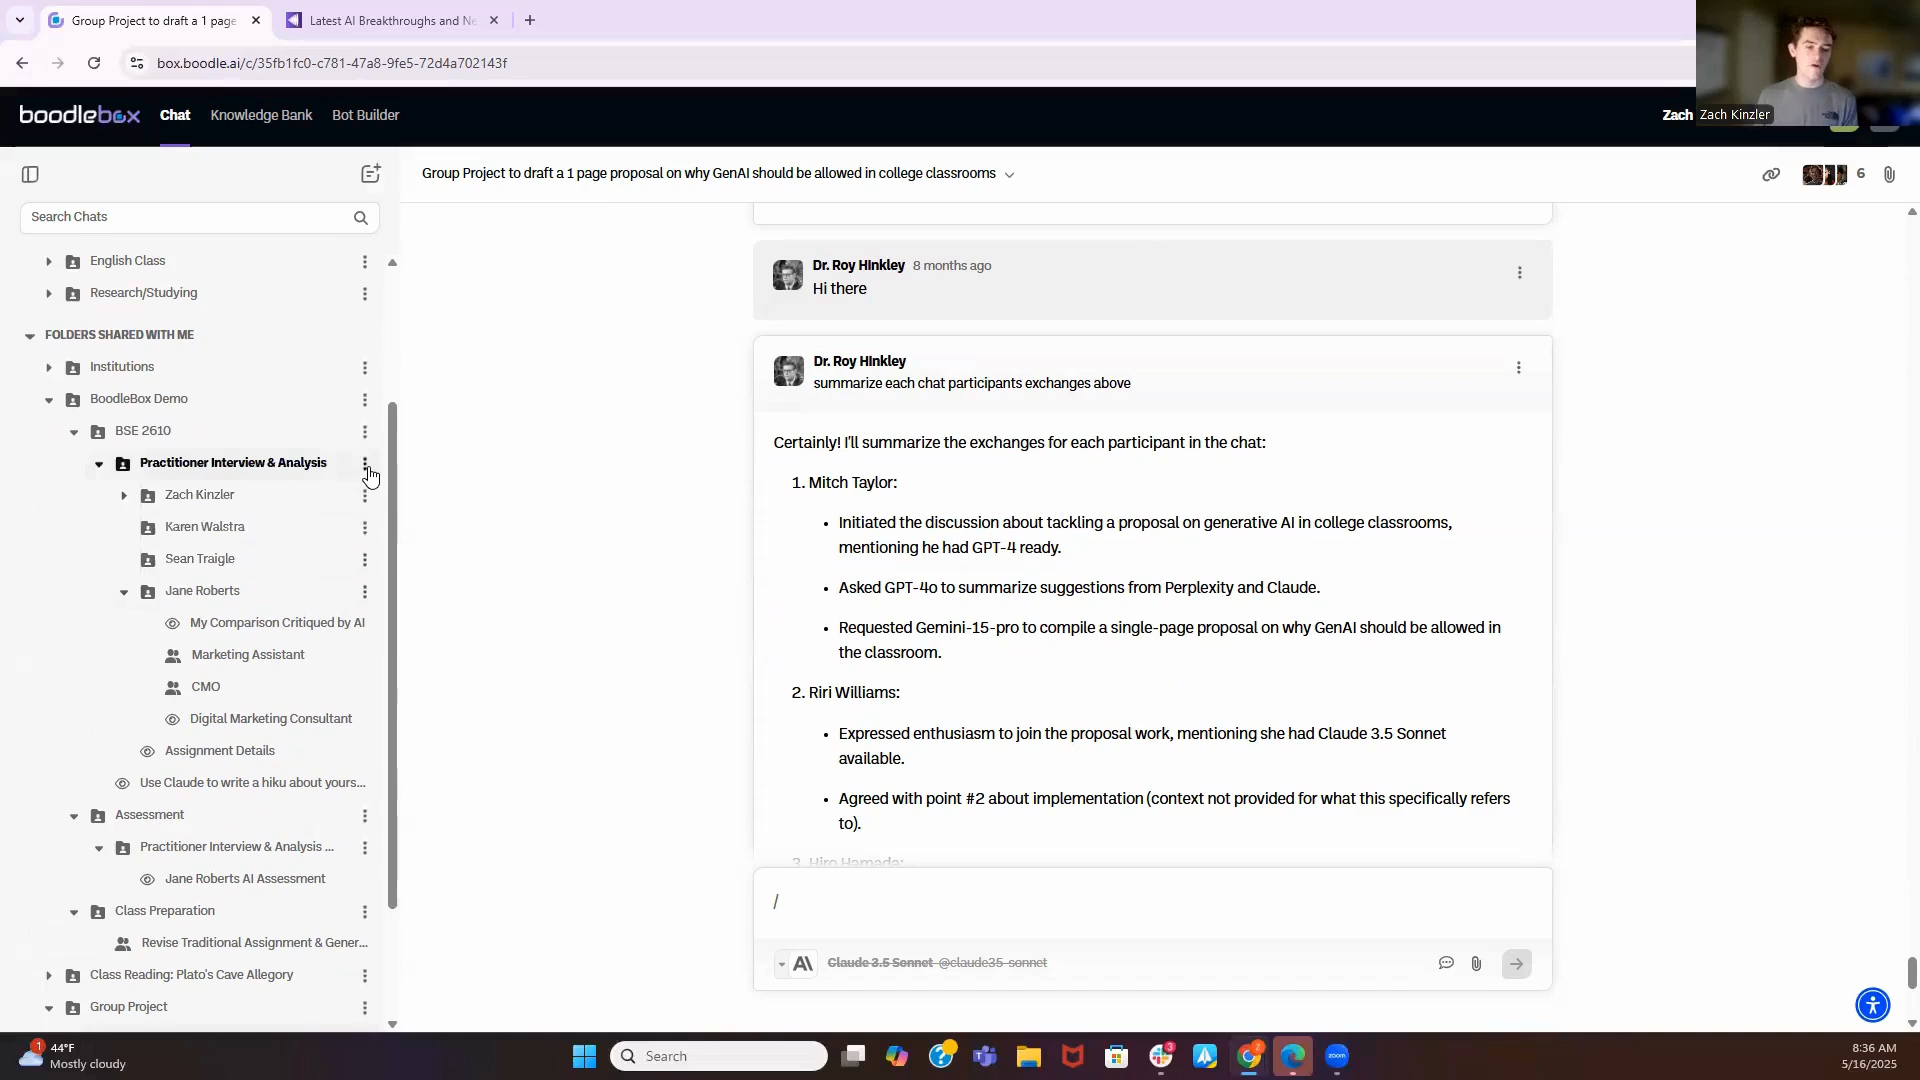 Group Project to draft a 1 page
Latest AI Breakthroughs and Ne
box.boodle.ai/c/35fb1fc0-c781-47a8-9fe5-72d4a702143f
boodlebox
Chat
Knowledge Bank
Bot Builder
Zach
Zach Kinzler
Group Project to draft a 1 page proposal on why GenAI should be allowed in college classrooms
6
Search Chats
English Class
Research/Studying
FOLDERS SHARED WITH ME
Institutions
BoodleBox Demo
BSE 2610
Practitioner Interview & Analysis
Zach Kinzler
Karen Walstra
Sean Traigle
Jane Roberts
My Comparison Critiqued by AI
Marketing Assistant
CMO
Digital Marketing Consultant
Assignment Details
Use Claude to write a hiku about yours...
Assessment
Practitioner Interview & Analysis ...
Jane Roberts AI Assessment
Class Preparation
Revise Traditional Assignment & Gener...
Class Reading: Plato's Cave Allegory
Group Project
Dr. Roy HInkley 8 months ago
Hi there
Dr. Roy HInkley
summarize each chat participants exchanges above
Certainly! I'll summarize the exchanges for each participant in the chat:
1. Mitch Taylor:
• Initiated the discussion about tackling a proposal on generative AI in college classrooms,
mentioning he had GPT-4 ready.
• Asked GPT-4o to summarize suggestions from Perplexity and Claude.
• Requested Gemini-15-pro to compile a single-page proposal on why GenAI should be allowed in
the classroom.
2. Riri Williams:
• Expressed enthusiasm to join the proposal work, mentioning she had Claude 3.5 Sonnet
available.
• Agreed with point #2 about implementation (context not provided for what this specifically refers
to).
3. Hiro Hamada:
/
Claude 3.5 Sonnet @claude35-sonnet
1
44°F
Mostly cloudy
Search
3
2
zoom
8:36 AM
5/16/2025